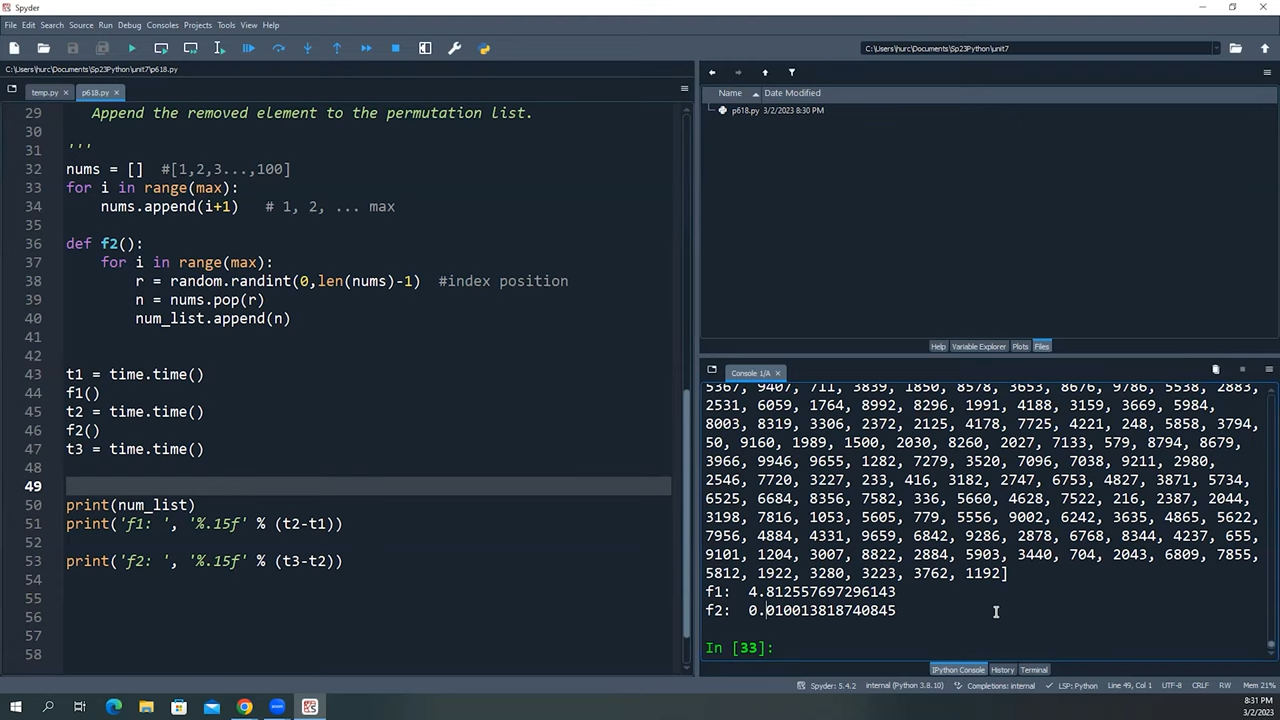 Spyder
File Edit Search Source Run Debug Consoles Projects Tools View Help
C:\Users\hurc\Documents\Sp23Python\unit7
C:\Users\hurc\Documents\Sp23Python\unit7\p618.py
temp.py
p618.py
29 Append the removed element to the permutation list.
30
31 '''
32 nums = [] #[1,2,3...,100]
33 for i in range(max):
34 nums.append(i+1) # 1, 2, ... max
35
36 def f2():
37 for i in range(max):
38 r = random.randint(0,len(nums)-1) #index position
39 n = nums.pop(r)
40 num_list.append(n)
41
42
43 t1 = time.time()
44 f1()
45 t2 = time.time()
46 f2()
47 t3 = time.time()
48
49
50 print(num_list)
51 print('f1: ', '%.15f' % (t2-t1))
52
53 print('f2: ', '%.15f' % (t3-t2))
54
55
56
57
58
Name Date Modified
p618.py 3/2/2023 8:30 PM
Help Variable Explorer Plots Files
Console 1/A
5367, 9407, 711, 3839, 1850, 8578, 3653, 8676, 9786, 5538, 2883,
2531, 6059, 1764, 8992, 8296, 1991, 4188, 3159, 3669, 5984,
8003, 8319, 3306, 2372, 2125, 4178, 7725, 4221, 248, 5858, 3794,
50, 9160, 1989, 1500, 2030, 8260, 2027, 7133, 579, 8794, 8679,
3966, 9946, 9655, 1282, 7279, 3520, 7096, 7038, 9211, 2980,
2546, 7720, 3227, 233, 416, 3182, 2747, 6753, 4827, 3871, 5734,
6525, 6684, 8356, 7582, 336, 5660, 4628, 7522, 216, 2387, 2044,
3198, 7816, 1053, 5605, 779, 5556, 9002, 6242, 3635, 4865, 5622,
7956, 4884, 4331, 9659, 6842, 9286, 2878, 6768, 8344, 4237, 655,
9101, 1204, 3007, 8822, 2884, 5903, 3440, 704, 2043, 6809, 7855,
5812, 1922, 3280, 3223, 3762, 1192]
f1: 4.812557697296143
f2: 0.010013818740845
In [33]:
IPython Console History Terminal
Spyder: 5.4.2 internal (Python 3.8.10) Completions: internal LSP: Python Line 49, Col 1 UTF-8 CRLF RW Mem 21%
8:31 PM
3/2/2023